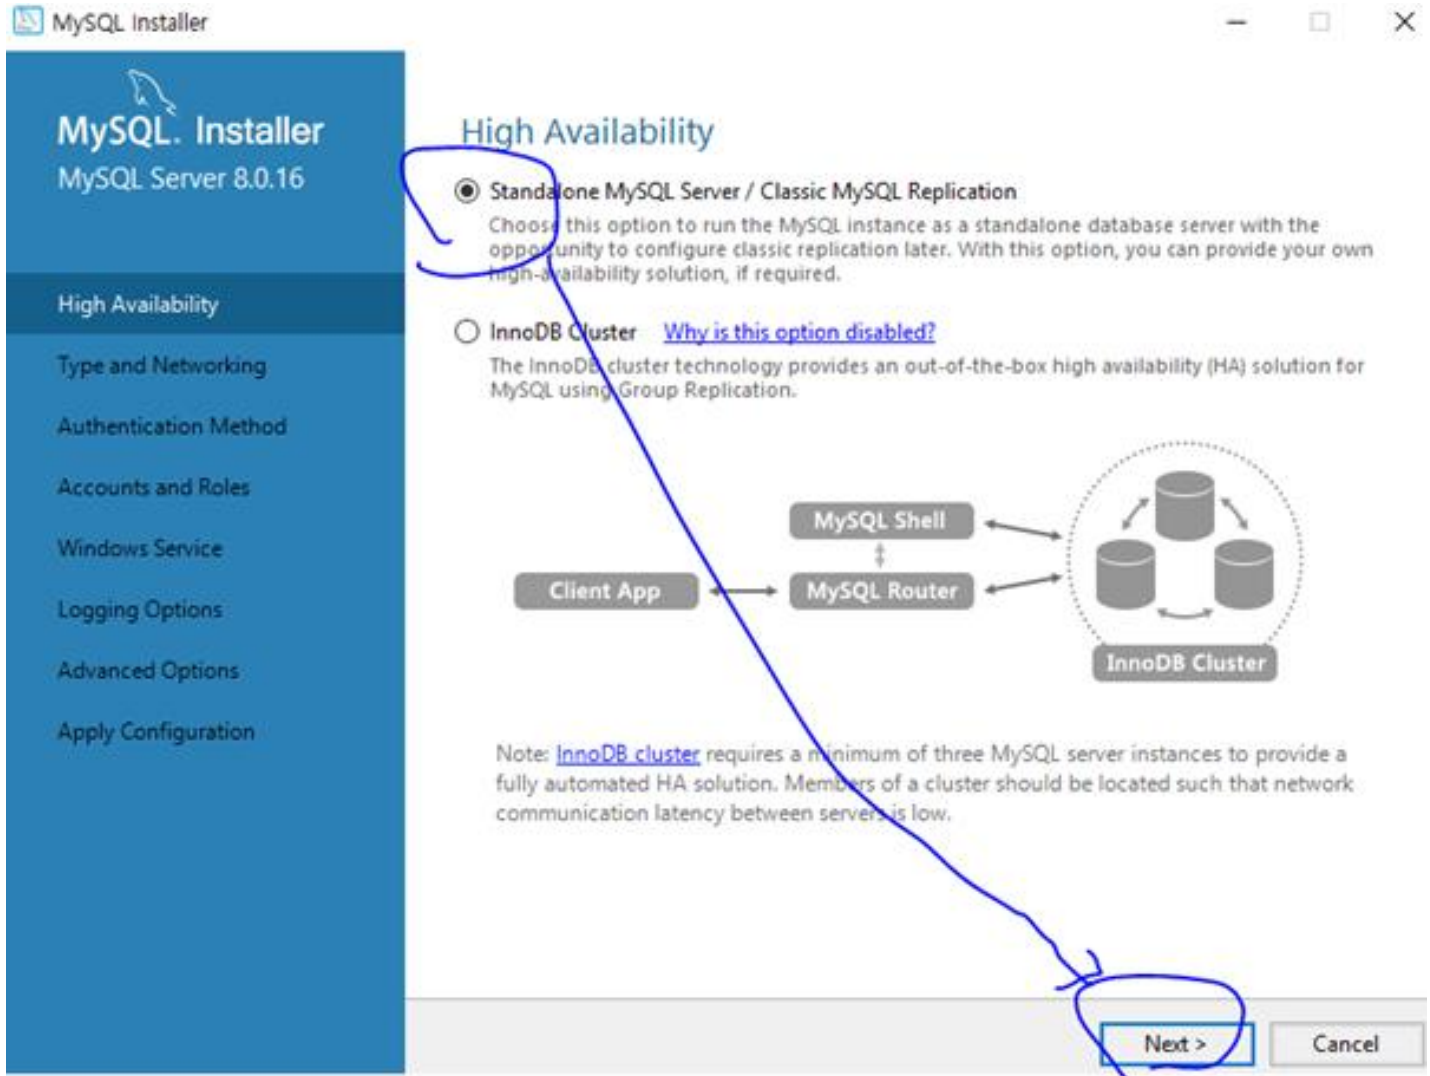 MySQL Installer
MySQL. Installer
MySQL Server 8.0.16
High Availability
Type and Networking
Authentication Method
Accounts and Roles
Windows Service
Logging Options
Advanced Options
Apply Configuration
High Availability
Standalone MySQL Server / Classic MySQL Replication
Choose this option to run the MySQL instance as a standalone database server with the
opportunity to configure classic replication later. With this option, you can provide your own
high-availability solution, if required.
InnoDB Cluster Why is this option disabled?
The InnoDB cluster technology provides an out-of-the-box high availability (HA) solution for
MySQL using Group Replication.
MySQL Shell
Client App
MySQL Router
InnoDB Cluster
Note: InnoDB cluster requires a minimum of three MySQL server instances to provide a
fully automated HA solution. Members of a cluster should be located such that network
communication latency between servers is low.
Next >
Cancel